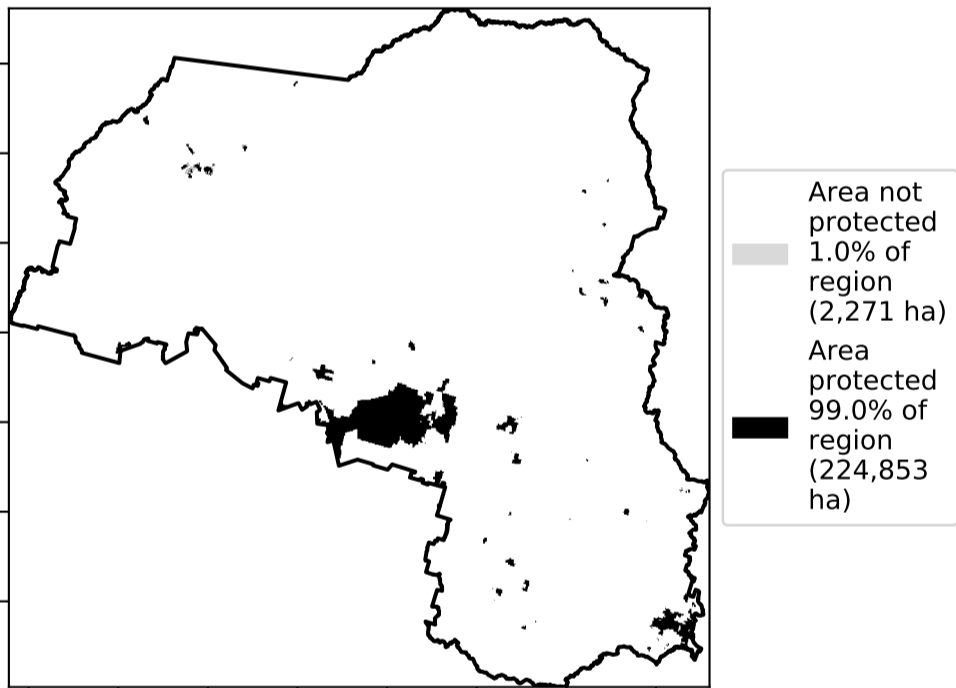 Area not
protected
1.0% of
region
(2,271 ha)
Area
protected
99.0% of
region
(224,853
ha)